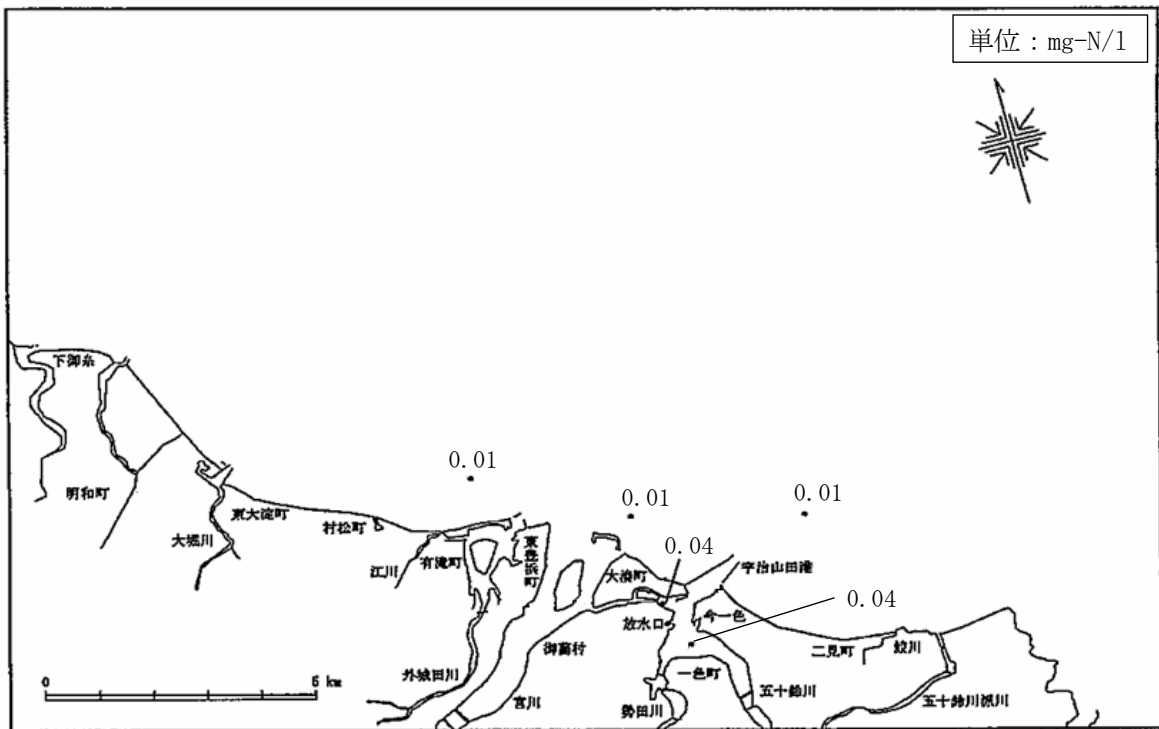 単位：mg-N/l
下御糸
0.01
0.01
0.01
明和町
東大淀町
村松町
大堀川
江川
有滝町
東豊浜町
大湊町
0.04
宇治山田港
放水口
今一色
0.04
御薗村
二見町
鮫川
外城田川
宮川
一色町
勢田川
五十鈴川
五十鈴川派川
0
6 km